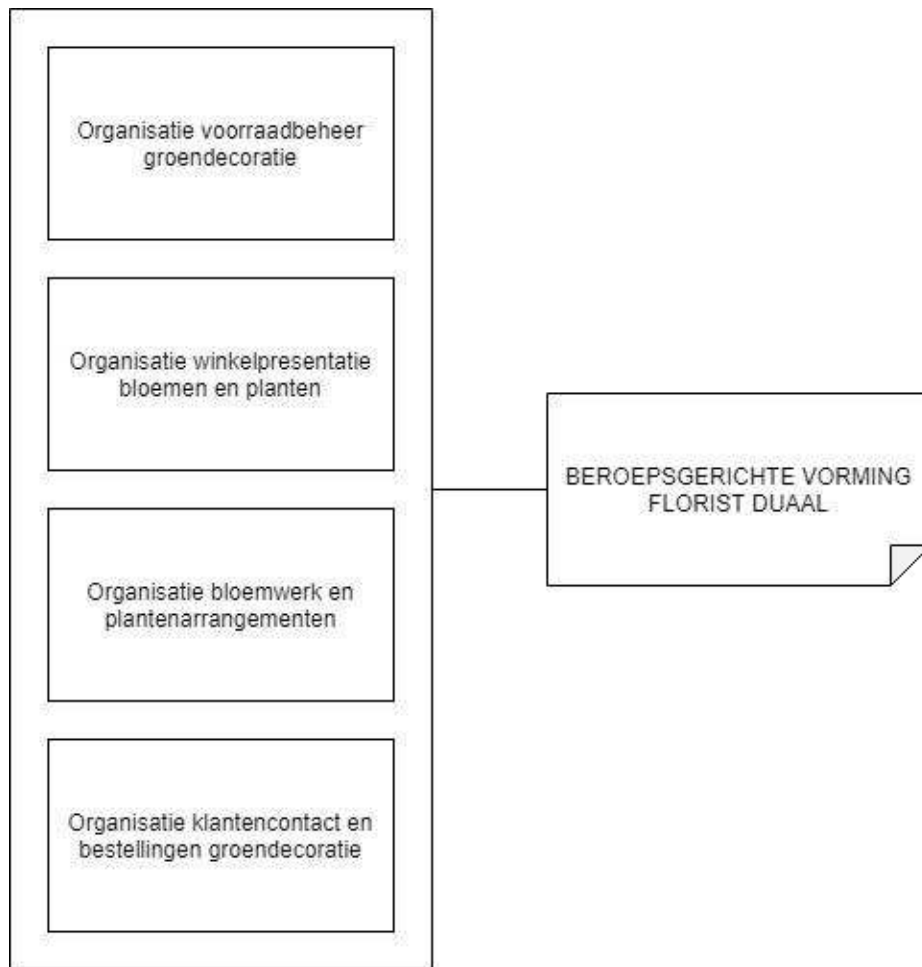 Organisatie voorraadbeheer
groendecoratie
Organisatie winkelpresentatie
bloemen en planten
Organisatie bloemwerk en
plantenarrangementen
Organisatie klantencontact en
bestellingen groendecoratie
BEROEPSGERICHTE VORMING
FLORIST DUAAL